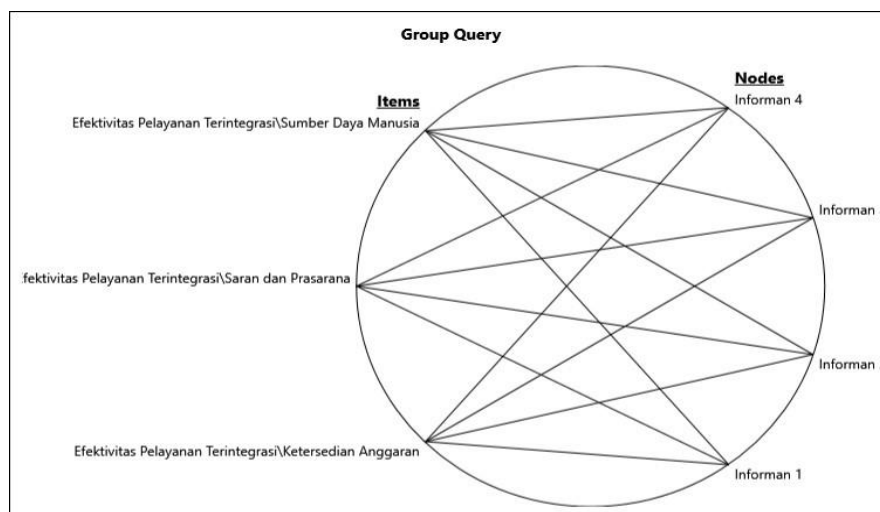 Group Query
Items
Nodes
Efektivitas Pelayanan Terintegrasi\Sumber Daya Manusia
Informan 4
Informan
fektivitas Pelayanan Terintegrasi\Saran dan Prasarana
Informan
Efektivitas Pelayanan Terintegrasi\Ketersedian Anggaran
Informan 1